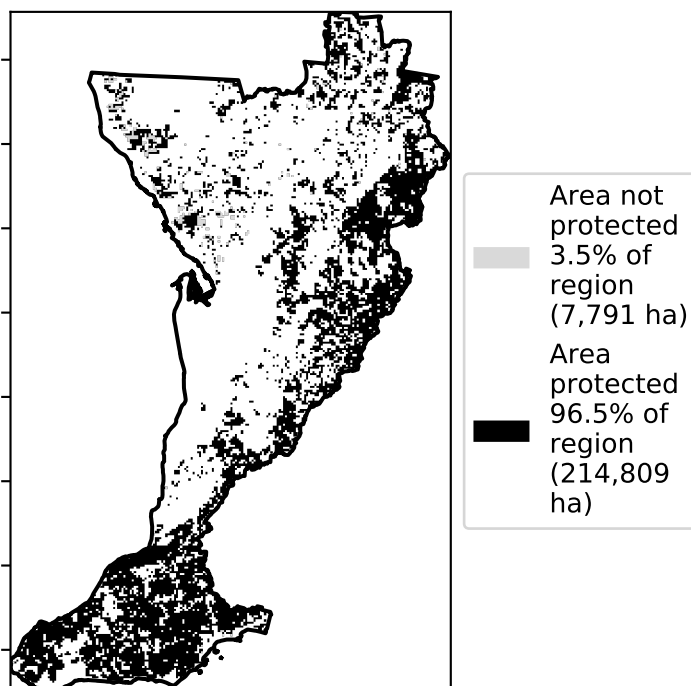 Area not
protected
3.5% of
region
(7,791 ha)
Area
protected
96.5% of
region
(214,809
ha)